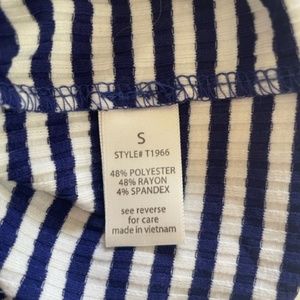 S
STYLE# T1966
48% POLYESTER
48% RAYON
4% SPANDEX
see reverse
for care
made in vietnam